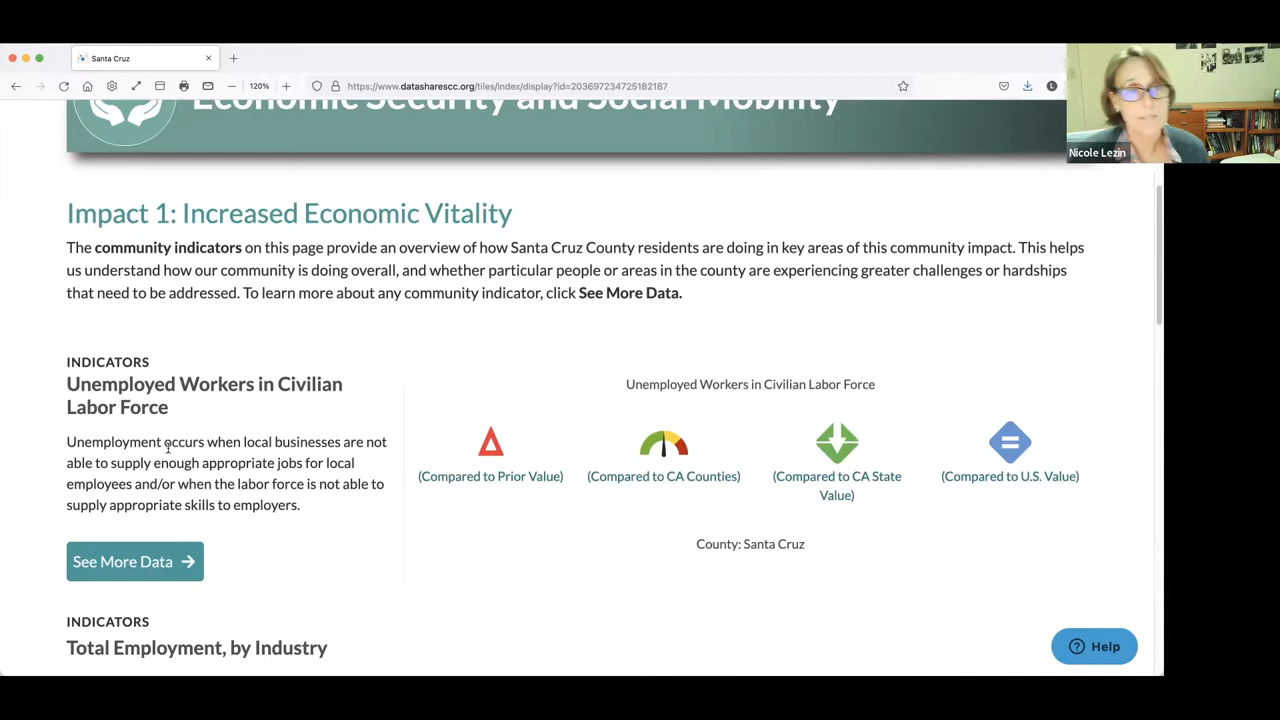 Santa Cruz
120%
https://www.datasharescc.org/tiles/index/display?id=203697234725182187
Economic Security and Social Mobility
Nicole Lezin
Impact 1: Increased Economic Vitality
The community indicators on this page provide an overview of how Santa Cruz County residents are doing in key areas of this community impact. This helps
us understand how our community is doing overall, and whether particular people or areas in the county are experiencing greater challenges or hardships
that need to be addressed. To learn more about any community indicator, click See More Data.
INDICATORS
Unemployed Workers in Civilian
Labor Force
Unemployment occurs when local businesses are not
able to supply enough appropriate jobs for local
employees and/or when the labor force is not able to
supply appropriate skills to employers.
See More Data
Unemployed Workers in Civilian Labor Force
(Compared to Prior Value)
(Compared to CA Counties)
(Compared to CA State
Value)
(Compared to U.S. Value)
County: Santa Cruz
INDICATORS
Total Employment, by Industry
Help